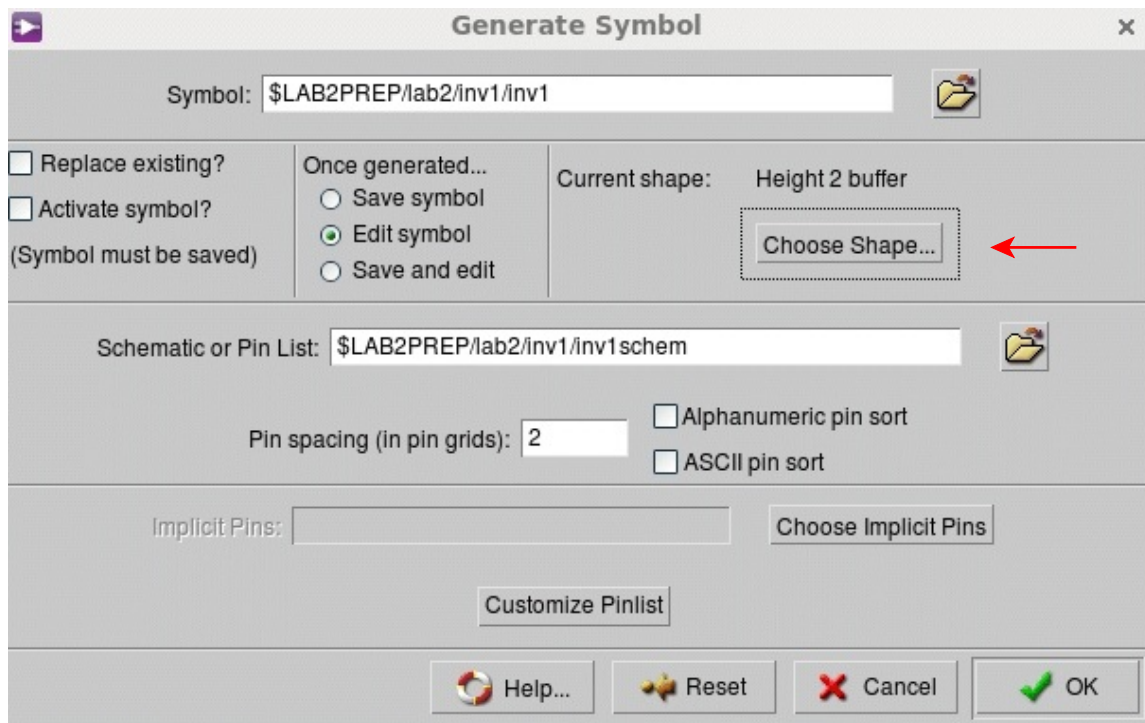 Generate Symbol
Symbol: $LAB2PREP/lab2/inv1/inv1
Replace existing?
Activate symbol?
(Symbol must be saved)
Once generated...
Save symbol
Edit symbol
Save and edit
Current shape: Height 2 buffer
Choose Shape...
Schematic or Pin List: $LAB2PREP/lab2/inv1/inv1schem
Pin spacing (in pin grids): 2
Alphanumeric pin sort
ASCII pin sort
Implicit Pins:
Choose Implicit Pins
Customize Pinlist
Help... Reset Cancel OK